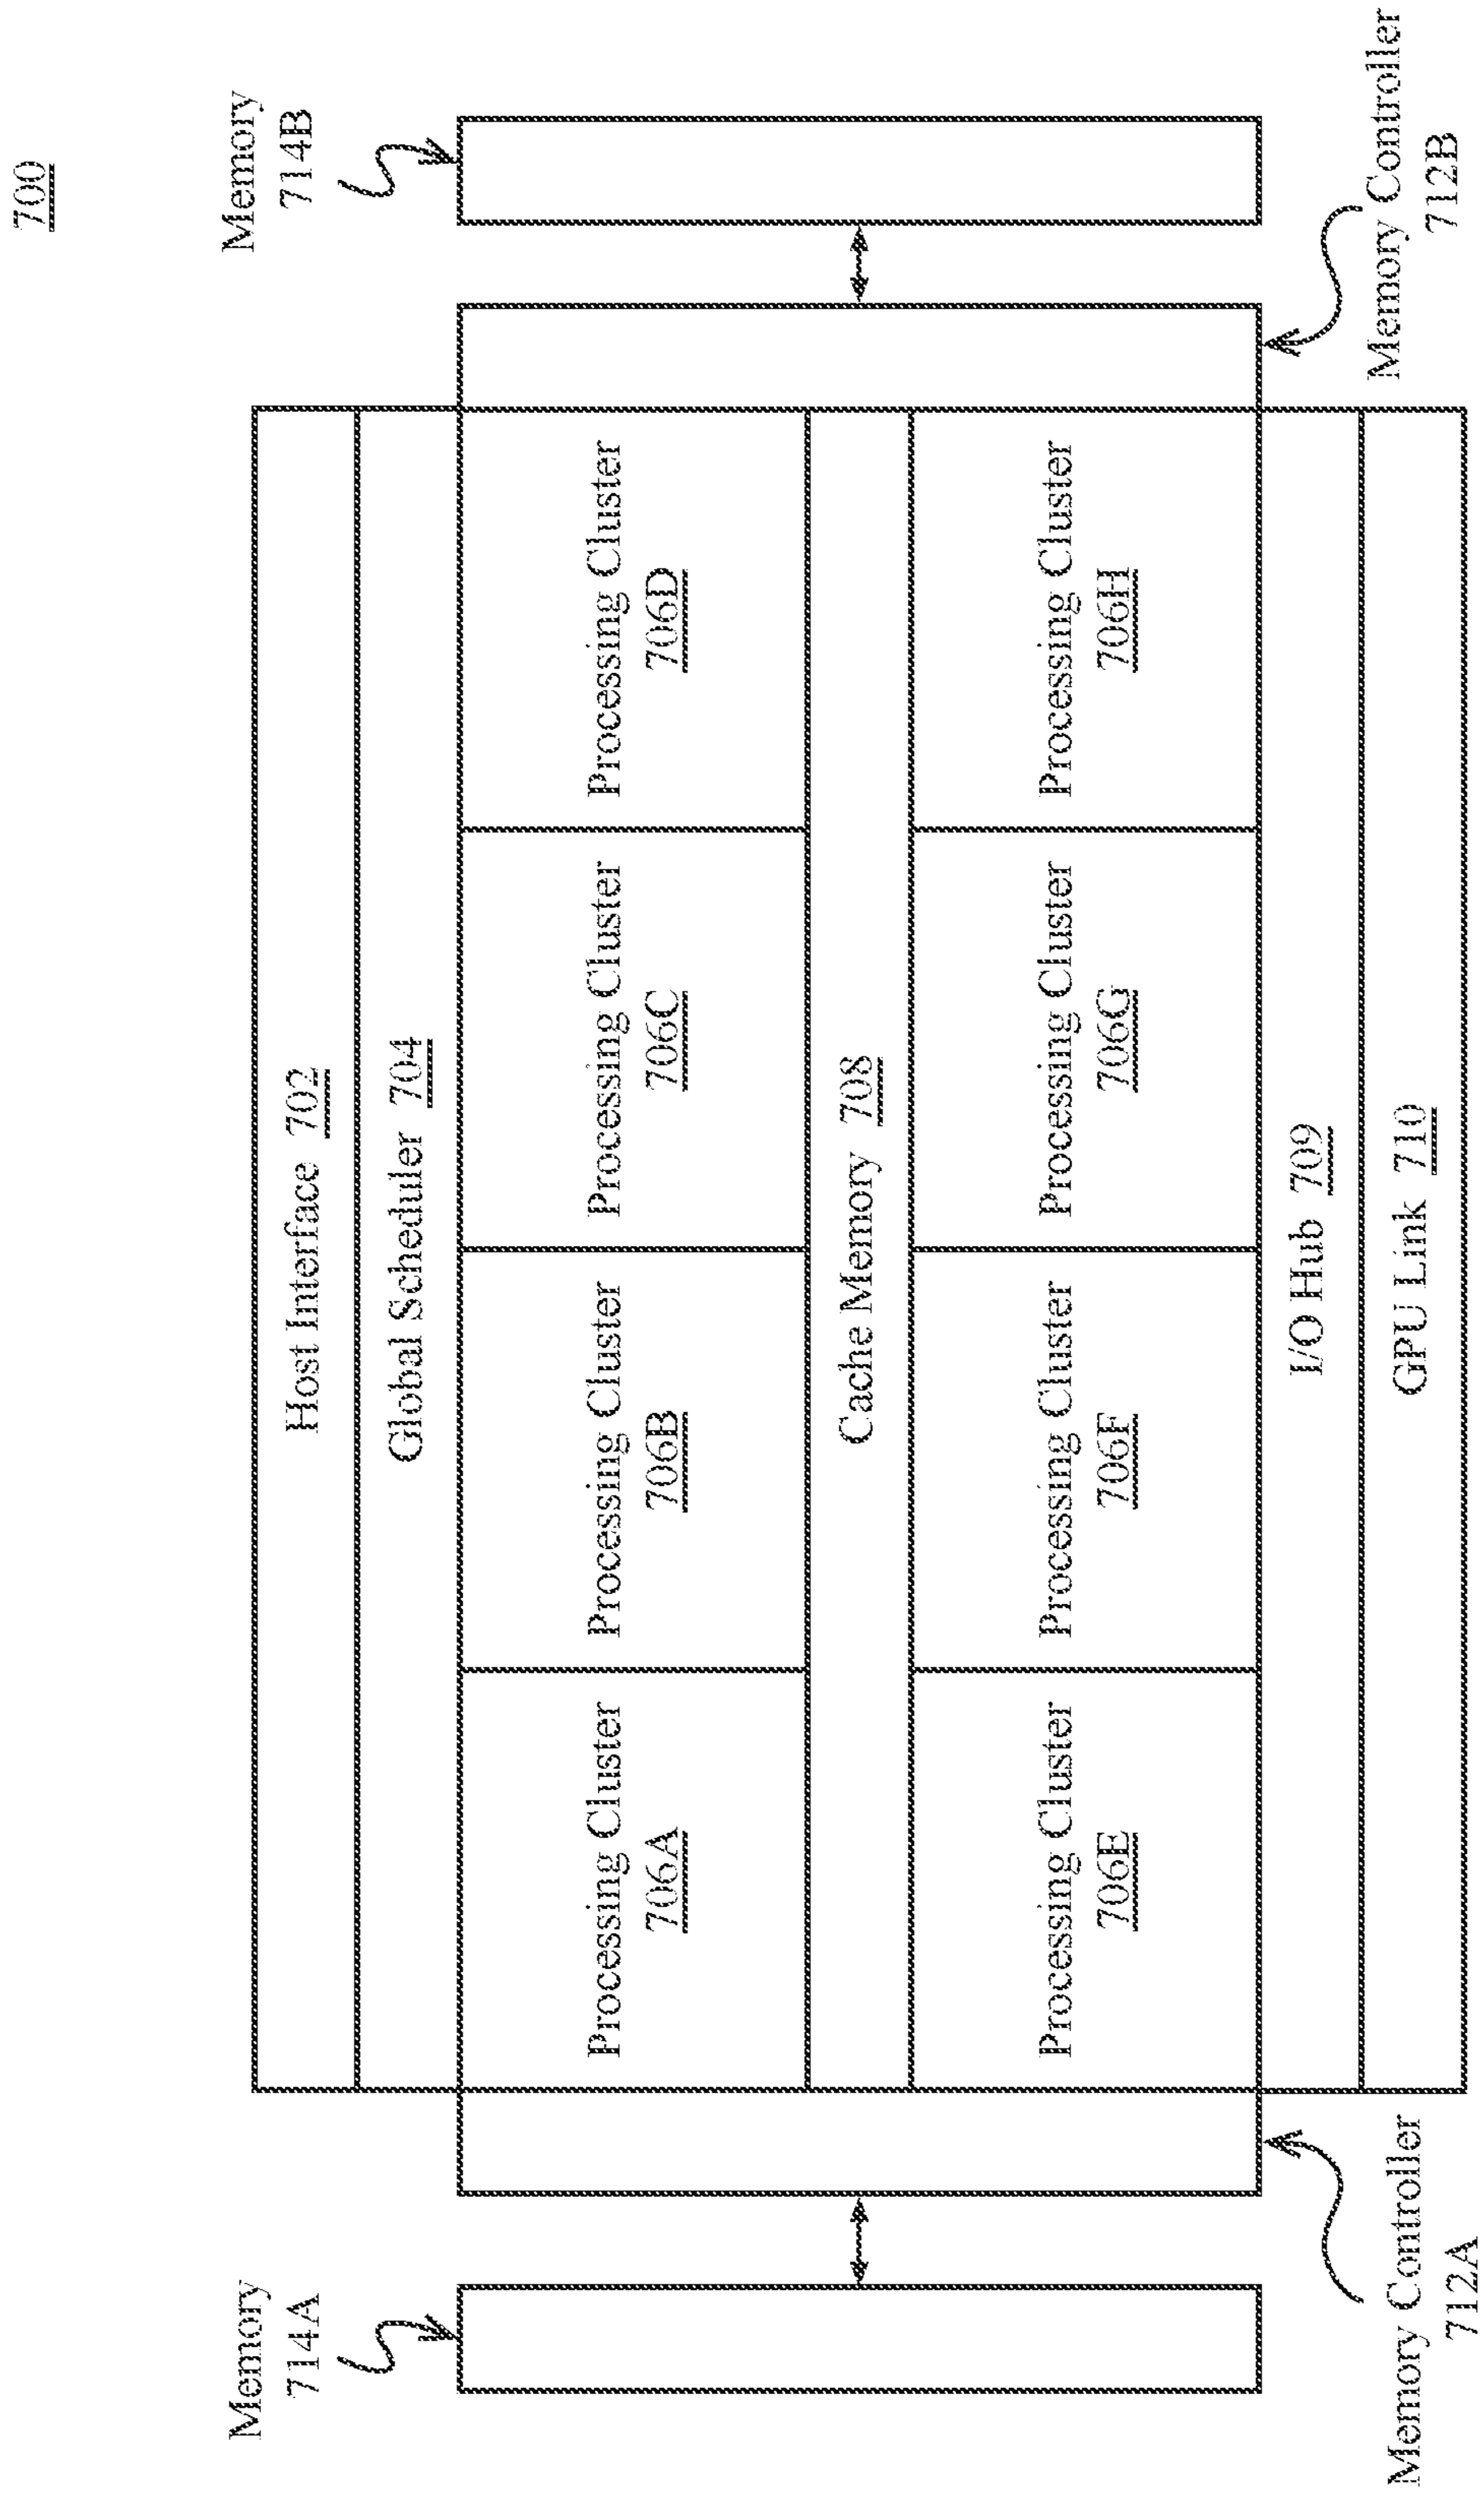 700
Memory
714A
Memory
714B
Host Interface 702
Global Scheduler 704
Processing Cluster
706A
Processing Cluster
706B
Processing Cluster
706C
Processing Cluster
706D
Cache Memory 708
Processing Cluster
706E
Processing Cluster
706F
Processing Cluster
706G
Processing Cluster
706H
I/O Hub 709
GPU Link 710
Memory Controller
712A
Memory Controller
712B